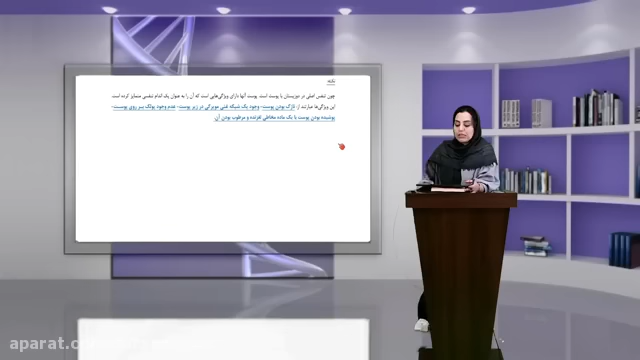 نکته:
چون تنفس اصلی در دوزیستان با پوست است. پوست آنها دارای ویژگی‌هایی است که آن را به عنوان یک اندام تنفسی متمایز کرده است.
این ویژگی‌ها عبارتند از: نازک بودن پوست- وجود یک شبکه غنی مویرگی در زیر پوست- عدم وجود پولک بر روی پوست-
پوشیده بودن پوست با یک ماده مخاطی لغزنده و مرطوب بودن آن.
aparat.com